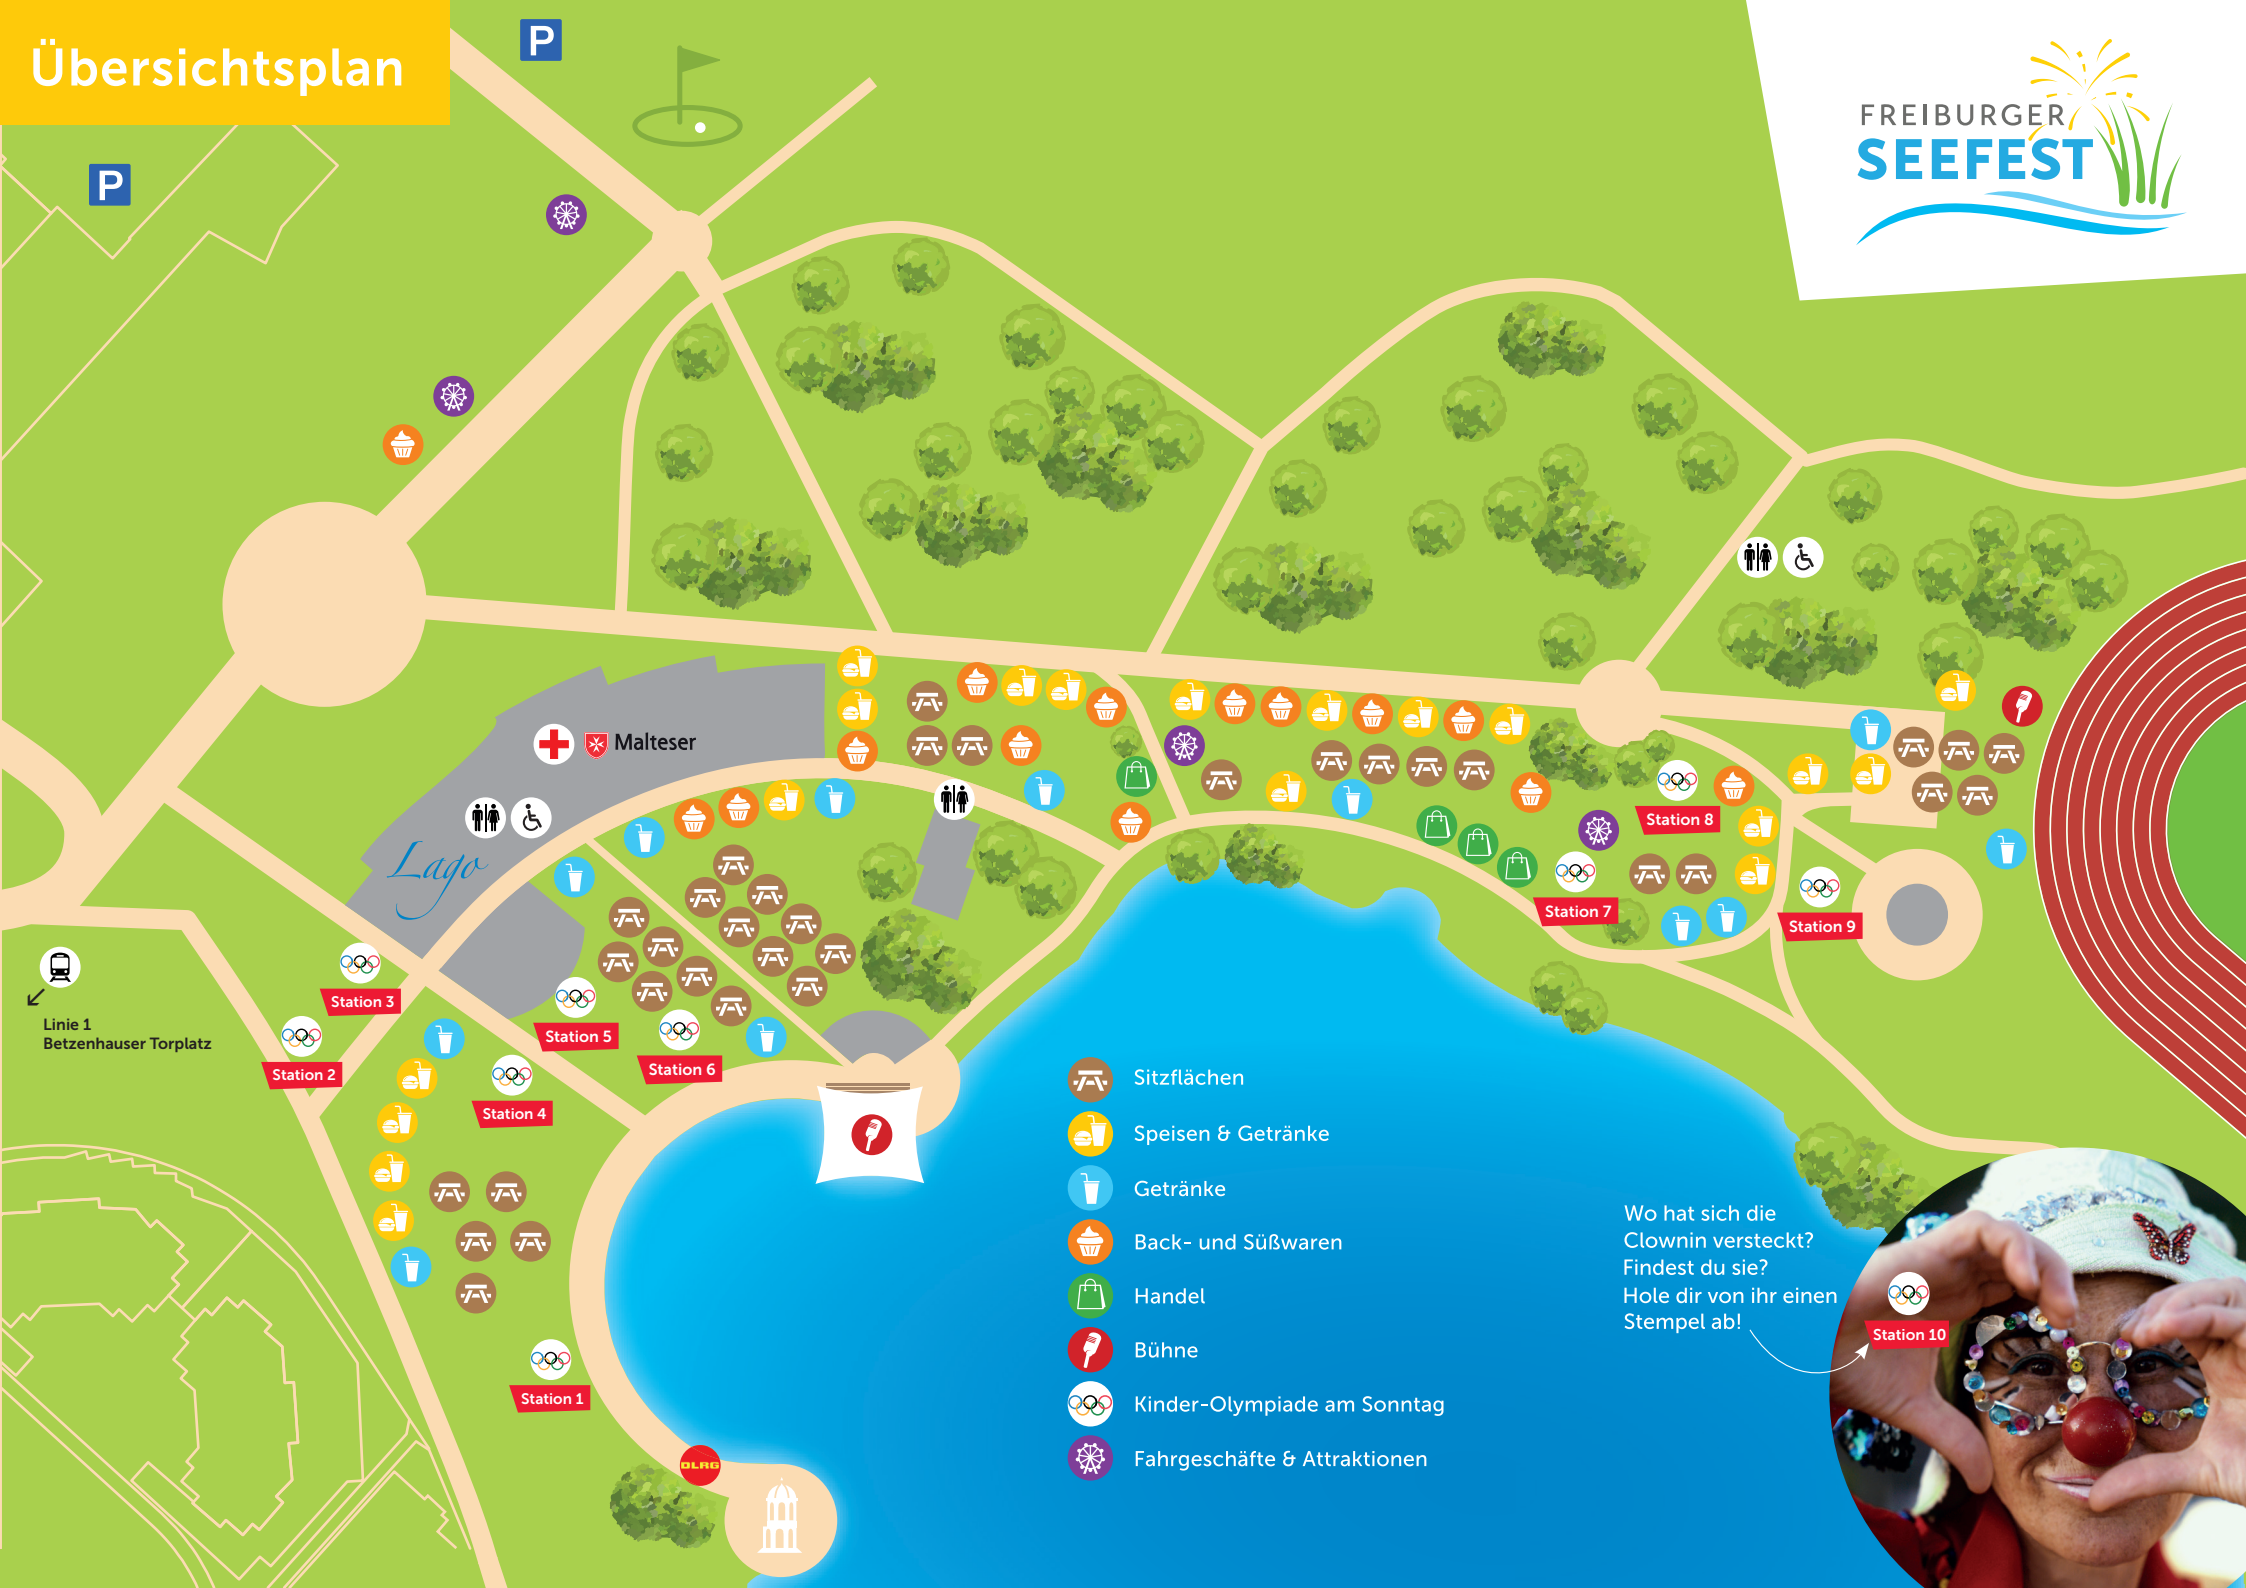 Übersichtsplan
P
P
FREIBURGER
SEEFEST
Malteser
Lago
Station 8
Station 7
Station 9
Station 3
Linie 1
Betzenhauser Torplatz
Station 2
Station 5
Station 6
Station 4
Station 1
DLRG
Sitzflächen
Speisen & Getränke
Getränke
Back- und Süßwaren
Handel
Bühne
Kinder-Olympiade am Sonntag
Fahrgeschäfte & Attraktionen
Wo hat sich die
Clownin versteckt?
Findest du sie?
Hole dir von ihr einen
Stempel ab!
Station 10